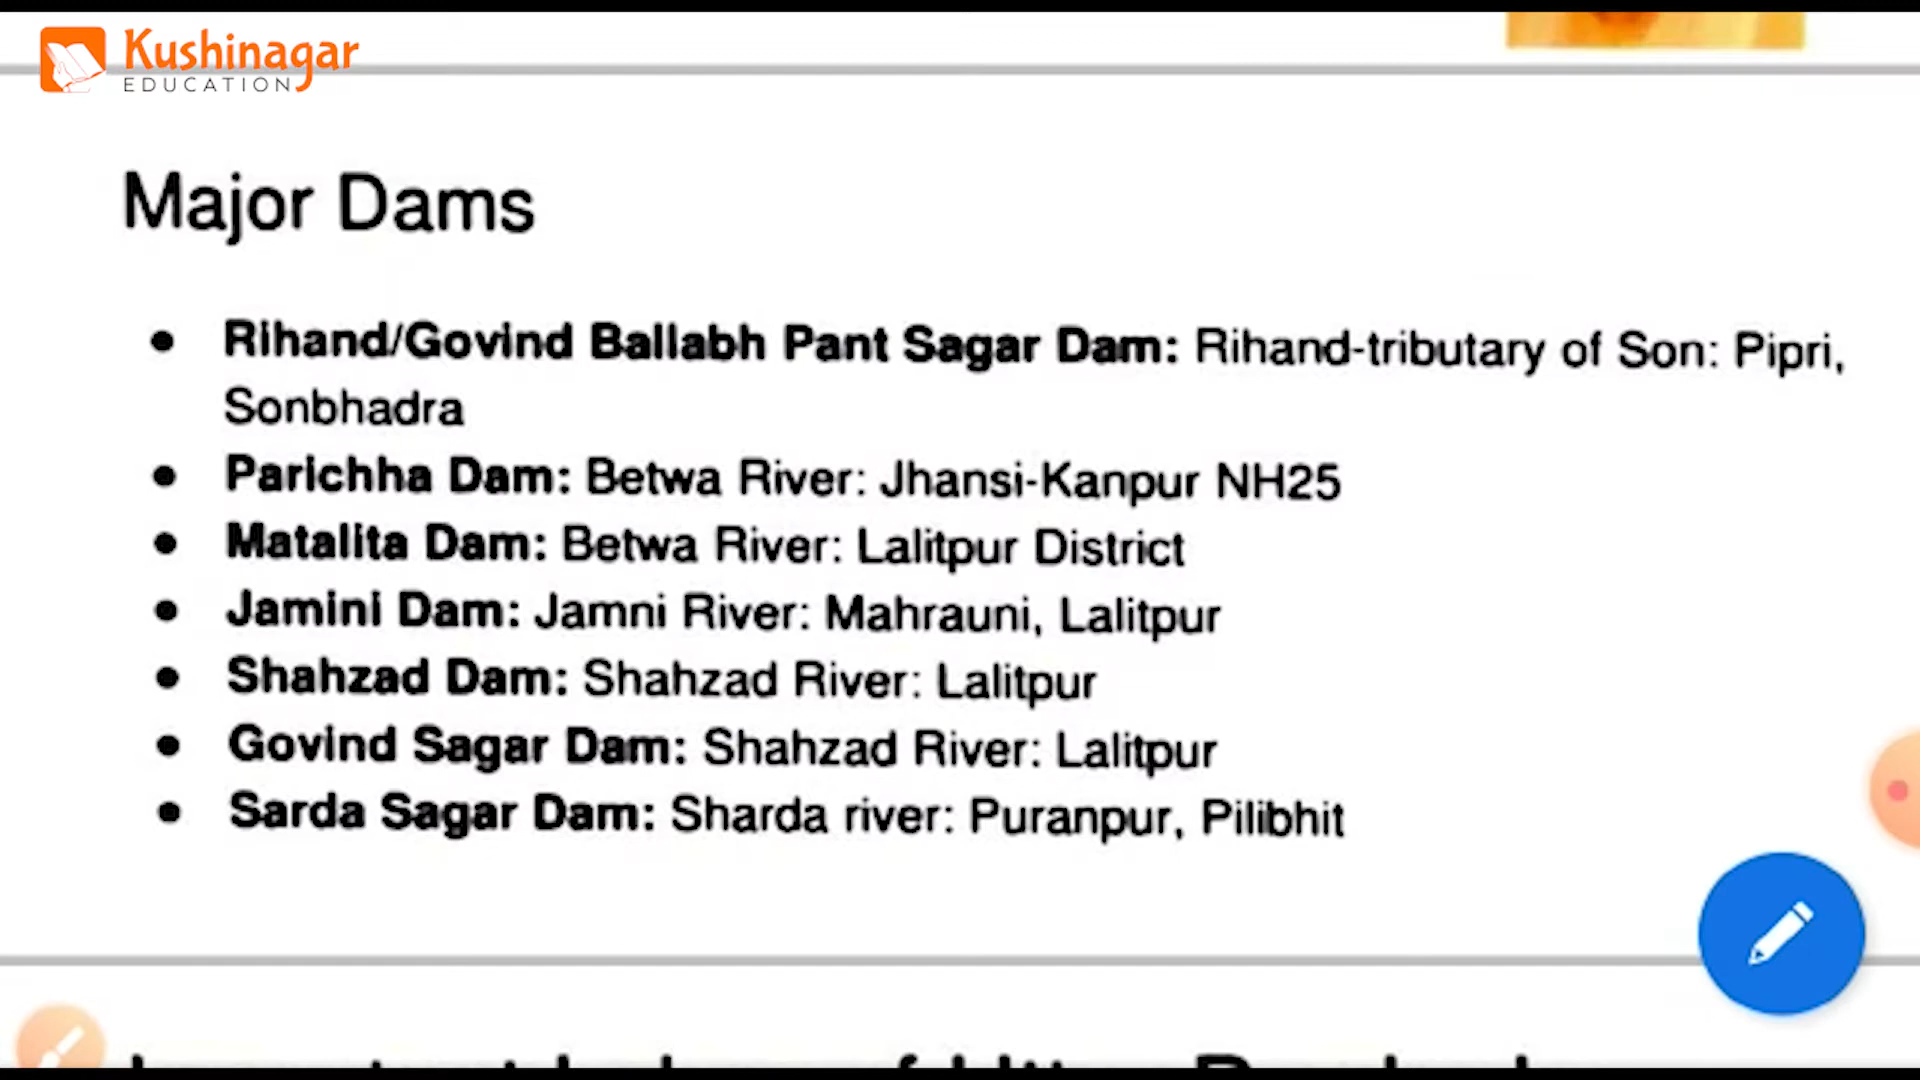 Kushinagar
EDUCATION
Major Dams
● Rihand/Govind Ballabh Pant Sagar Dam: Rihand-tributary of Son: Pipri,
Sonbhadra
● Parichha Dam: Betwa River: Jhansi-Kanpur NH25
● Matalita Dam: Betwa River: Lalitpur District
● Jamini Dam: Jamni River: Mahrauni, Lalitpur
● Shahzad Dam: Shahzad River: Lalitpur
● Govind Sagar Dam: Shahzad River: Lalitpur
● Sarda Sagar Dam: Sharda river: Puranpur, Pilibhit